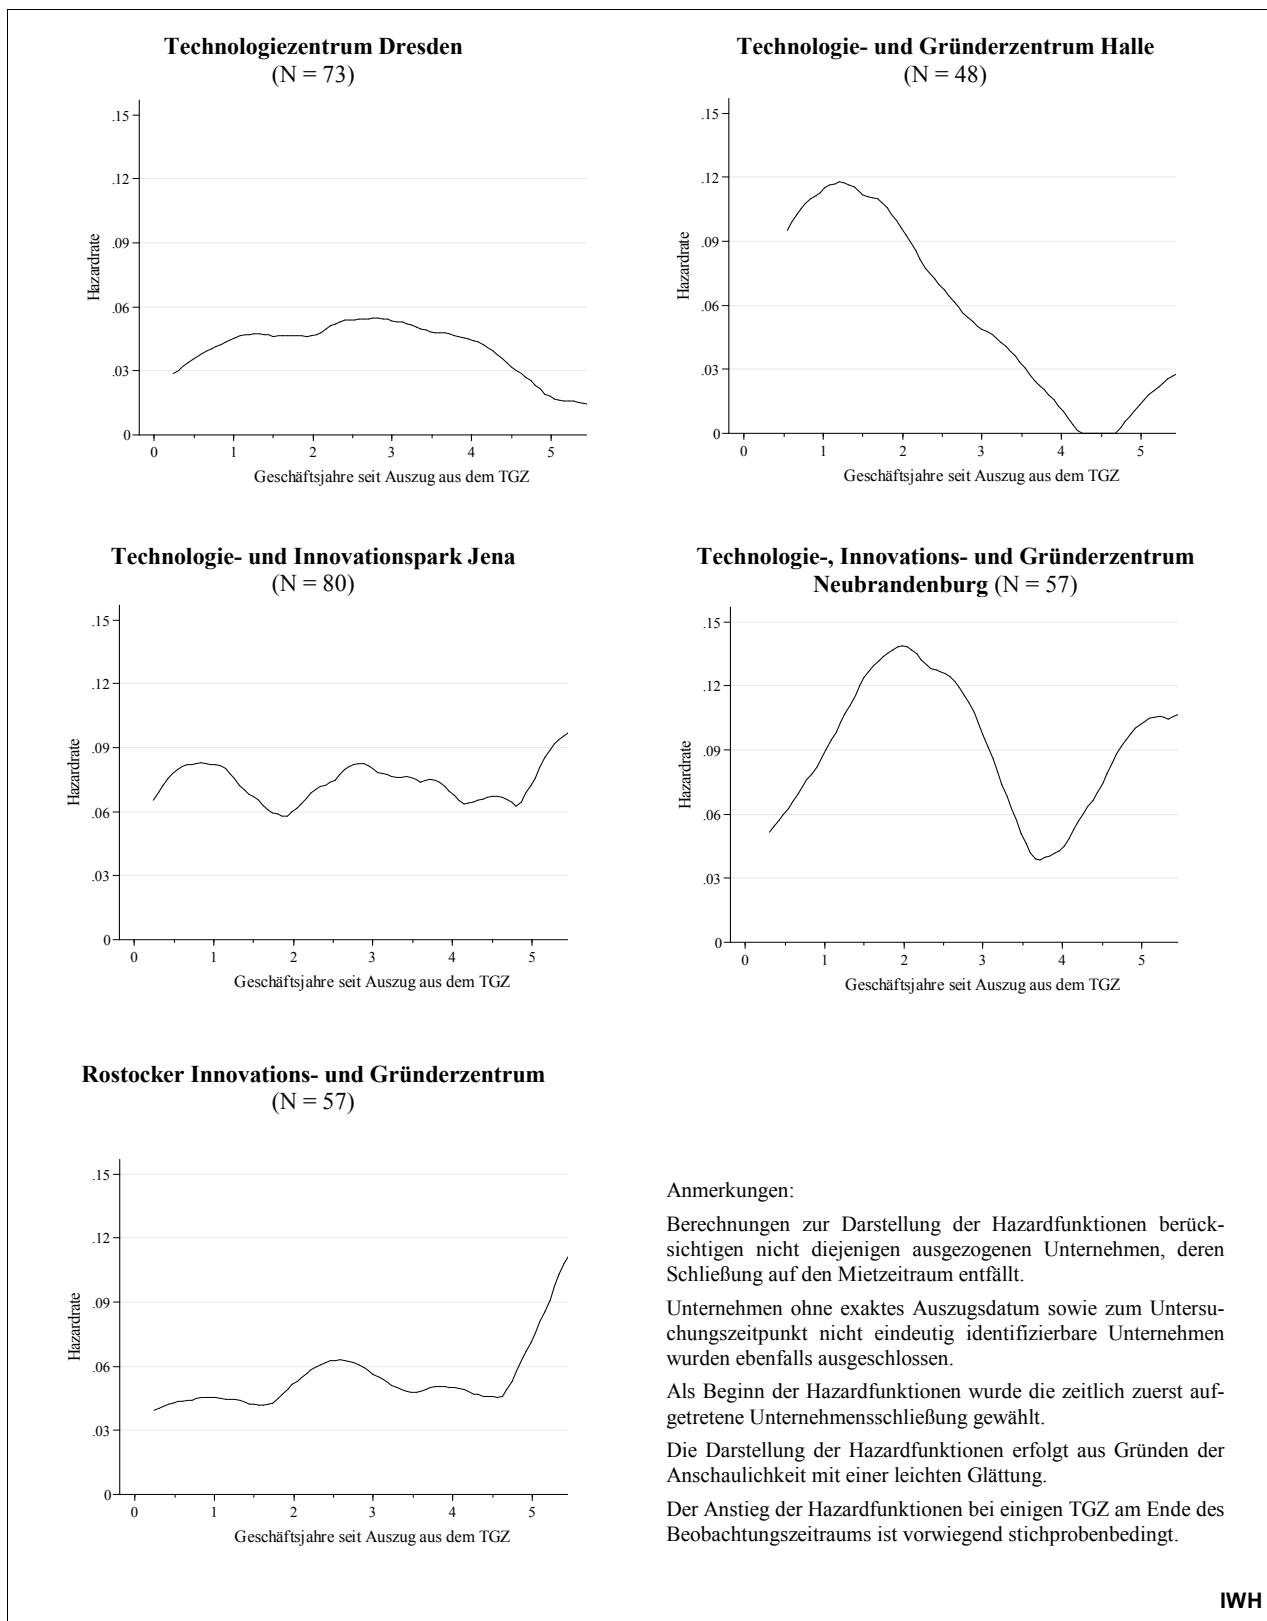 Technologiezentrum Dresden
(N = 73)
.15
.12
.09
.06
.03
0
Hazardrate
0 1 2 3 4 5
Geschäftsjahre seit Auszug aus dem TGZ
Technologie- und Gründerzentrum Halle
(N = 48)
.15
.12
.09
.06
.03
0
Hazardrate
0 1 2 3 4 5
Geschäftsjahre seit Auszug aus dem TGZ
Technologie- und Innovationspark Jena
(N = 80)
.15
.12
.09
.06
.03
0
Hazardrate
0 1 2 3 4 5
Geschäftsjahre seit Auszug aus dem TGZ
Technologie-, Innovations- und Gründerzentrum
Neubrandenburg (N = 57)
.15
.12
.09
.06
.03
0
Hazardrate
0 1 2 3 4 5
Geschäftsjahre seit Auszug aus dem TGZ
Rostocker Innovations- und Gründerzentrum
(N = 57)
.15
.12
.09
.06
.03
0
Hazardrate
0 1 2 3 4 5
Geschäftsjahre seit Auszug aus dem TGZ
Anmerkungen:
Berechnungen zur Darstellung der Hazardfunktionen berück-
sichtigen nicht diejenigen ausgezogenen Unternehmen, deren
Schließung auf den Mietzeitraum entfällt.
Unternehmen ohne exaktes Auszugsdatum sowie zum Untersu-
chungszeitpunkt nicht eindeutig identifizierbare Unternehmen
wurden ebenfalls ausgeschlossen.
Als Beginn der Hazardfunktionen wurde die zeitlich zuerst auf-
getretene Unternehmensschließung gewählt.
Die Darstellung der Hazardfunktionen erfolgt aus Gründen der
Anschaulichkeit mit einer leichten Glättung.
Der Anstieg der Hazardfunktionen bei einigen TGZ am Ende des
Beobachtungszeitraums ist vorwiegend stichprobenbedingt.
IWH